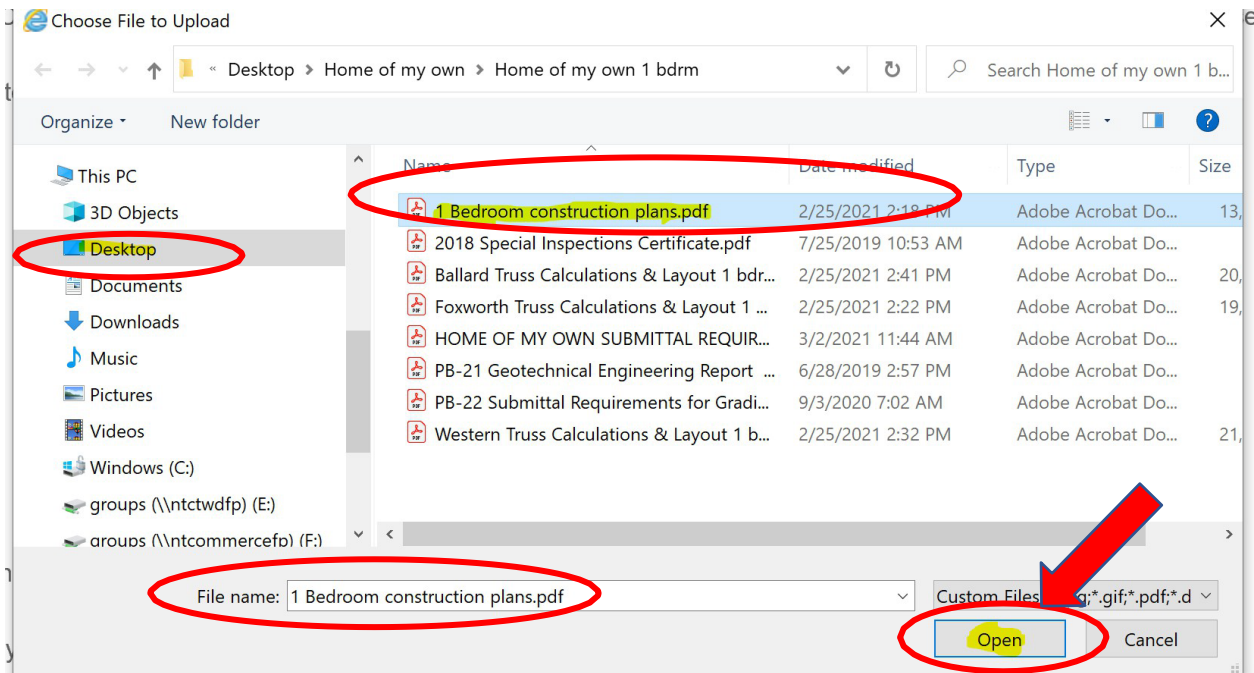 Choose File to Upload
« Desktop > Home of my own > Home of my own 1 bdrm
Search Home of my own 1 b...
Organize
New folder
?
This PC
3D Objects
Desktop
Documents
Downloads
Music
Pictures
Videos
Windows (C:)
groups (\\ntctwdfp) (E:)
groups (\\ntcommercefp) (F:)
Name Date modified Type Size
1 Bedroom construction plans.pdf 2/25/2021 2:18 PM Adobe Acrobat Do... 13,
2018 Special Inspections Certificate.pdf 7/25/2019 10:53 AM Adobe Acrobat Do...
Ballard Truss Calculations & Layout 1 bdr... 2/25/2021 2:41 PM Adobe Acrobat Do... 20,
Foxworth Truss Calculations & Layout 1 ... 2/25/2021 2:22 PM Adobe Acrobat Do... 19,
HOME OF MY OWN SUBMITTAL REQUIR... 3/2/2021 11:44 AM Adobe Acrobat Do...
PB-21 Geotechnical Engineering Report ... 6/28/2019 2:57 PM Adobe Acrobat Do...
PB-22 Submittal Requirements for Gradi... 9/3/2020 7:02 AM Adobe Acrobat Do...
Western Truss Calculations & Layout 1 b... 2/25/2021 2:32 PM Adobe Acrobat Do... 21,
File name: 1 Bedroom construction plans.pdf
Custom Files g;*.gif;*.pdf;*.d
Open
Cancel